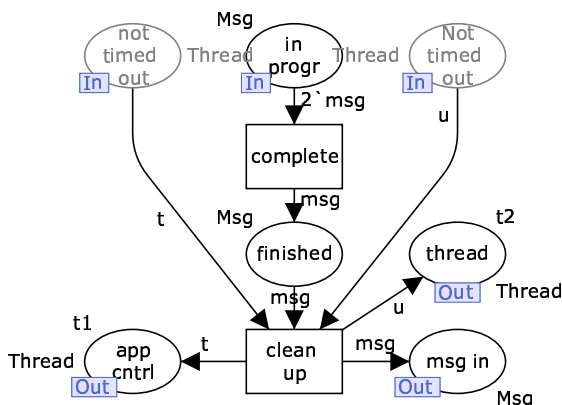 Msg
not
timed
out
Thread
in
progr
Thread
Not
timed
out
In
In
In
2`msg
u
complete
msg
t
Msg
finished
t2
thread
Out
Thread
msg
u
t1
Thread
app
cntrl
Out
t
clean
up
msg
msg in
Out
Msg